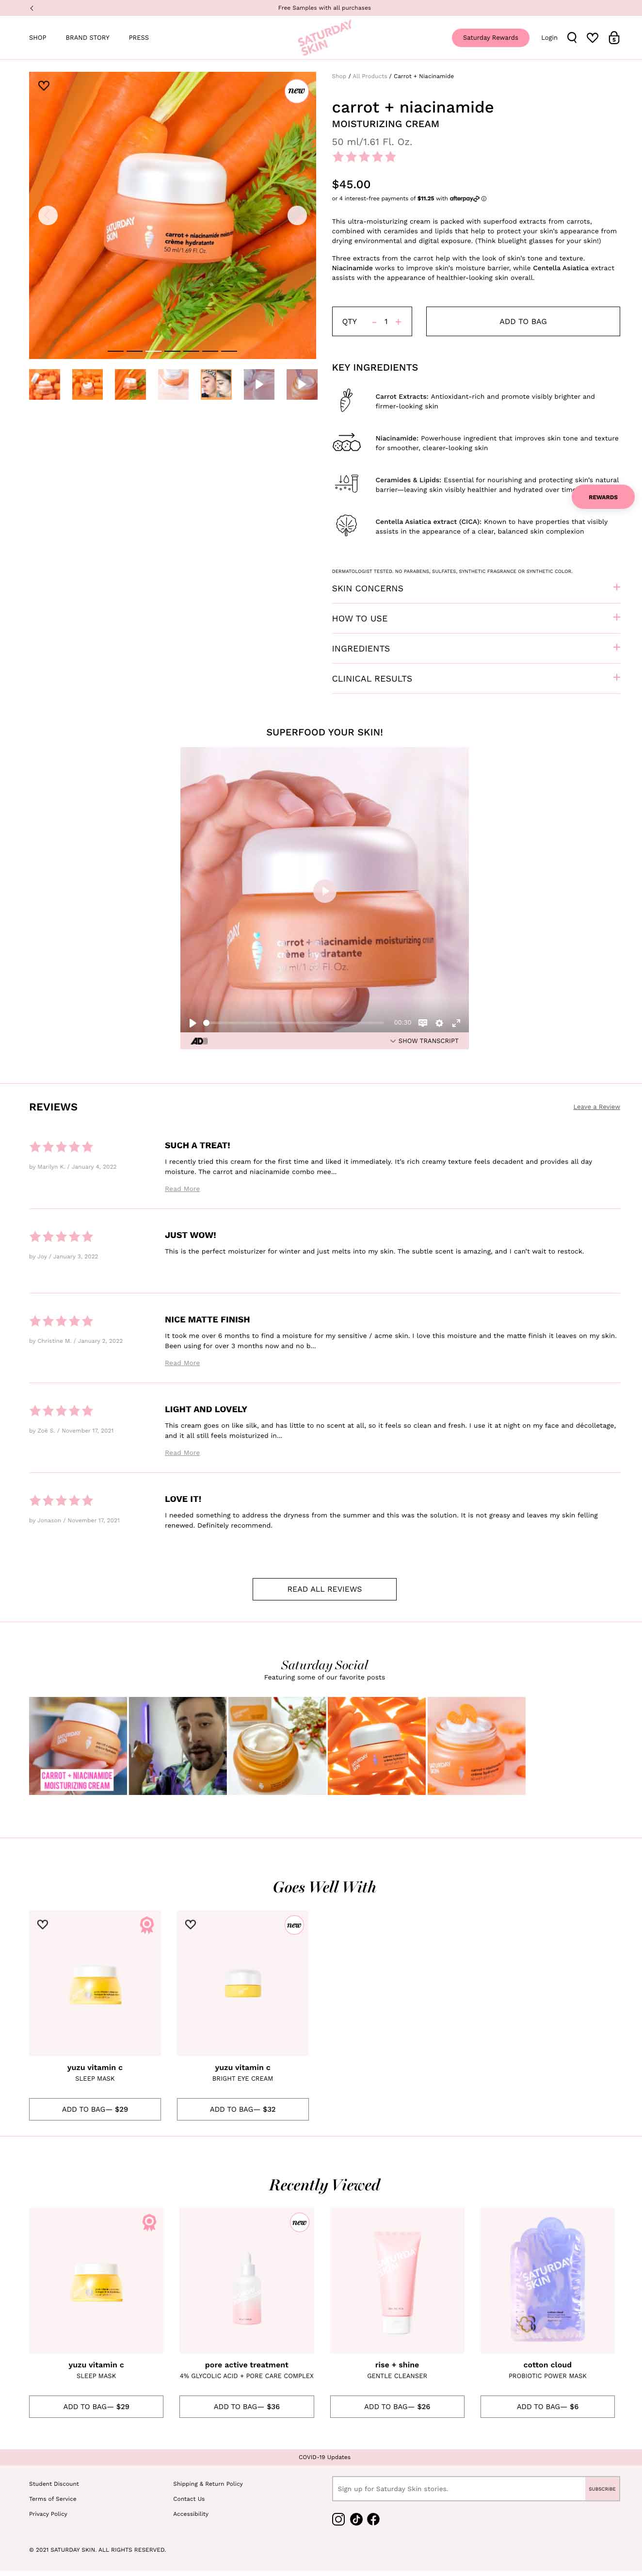 Free Samples with all purchases
SHOP BRAND STORY PRESS
SATURDAY
SKIN
Saturday Rewards Login 5
new
SATURDAY
SKIN
carrot + niacinamide
crème hydratante
50 ml/1.69 Fl. Oz.
Shop / All Products / Carrot + Niacinamide
carrot + niacinamide
MOISTURIZING CREAM
50 ml/1.61 Fl. Oz.
$45.00
or 4 interest-free payments of $11.25 with afterpay
This ultra-moisturizing cream is packed with superfood extracts from carrots,
combined with ceramides and lipids that help to protect your skin's appearance from
drying environmental and digital exposure. (Think bluelight glasses for your skin!)
Three extracts from the carrot help with the look of skin's tone and texture.
Niacinamide works to improve skin's moisture barrier, while Centella Asiatica extract
assists with the appearance of healthier-looking skin overall.
QTY – 1 + ADD TO BAG
KEY INGREDIENTS
Carrot Extracts: Antioxidant-rich and promote visibly brighter and
firmer-looking skin
Niacinamide: Powerhouse ingredient that improves skin tone and texture
for smoother, clearer-looking skin
Ceramides & Lipids: Essential for nourishing and protecting skin's natural
barrier—leaving skin visibly healthier and hydrated over time
REWARDS
Centella Asiatica extract (CICA): Known to have properties that visibly
assists in the appearance of a clear, balanced skin complexion
DERMATOLOGIST TESTED. NO PARABENS, SULFATES, SYNTHETIC FRAGRANCE OR SYNTHETIC COLOR.
SKIN CONCERNS +
HOW TO USE +
INGREDIENTS +
CLINICAL RESULTS +
SUPERFOOD YOUR SKIN!
carrot + niacinamide moisturizing cream
crème hydratante
00:30
AD SHOW TRANSCRIPT
REVIEWS Leave a Review
SUCH A TREAT!
by Marilyn K. / January 4, 2022
I recently tried this cream for the first time and liked it immediately. It's rich creamy texture feels decadent and provides all day
moisture. The carrot and niacinamide combo mee...
Read More
JUST WOW!
by Joy / January 3, 2022
This is the perfect moisturizer for winter and just melts into my skin. The subtle scent is amazing, and I can't wait to restock.
NICE MATTE FINISH
by Christine M. / January 2, 2022
It took me over 6 months to find a moisture for my sensitive / acne skin. I love this moisture and the matte finish it leaves on my skin.
Been using for over 3 months now and no b...
Read More
LIGHT AND LOVELY
by Zoë S. / November 17, 2021
This cream goes on like silk, and has little to no scent at all, so it feels so clean and fresh. I use it at night on my face and décolletage,
and it all still feels moisturized in...
Read More
LOVE IT!
by Jonason / November 17, 2021
I needed something to address the dryness from the summer and this was the solution. It is not greasy and leaves my skin felling
renewed. Definitely recommend.
READ ALL REVIEWS
Saturday Social
Featuring some of our favorite posts
CARROT + NIACINAMIDE
MOISTURIZING CREAM
Goes Well With
new
yuzu vitamin c yuzu vitamin c
SLEEP MASK BRIGHT EYE CREAM
ADD TO BAG— $29 ADD TO BAG— $32
Recently Viewed
new
SATURDAY
SKIN
yuzu vitamin c pore active treatment rise + shine cotton cloud
SLEEP MASK 4% GLYCOLIC ACID + PORE CARE COMPLEX GENTLE CLEANSER PROBIOTIC POWER MASK
ADD TO BAG— $29 ADD TO BAG— $36 ADD TO BAG— $26 ADD TO BAG— $6
COVID-19 Updates
Student Discount Shipping & Return Policy Sign up for Saturday Skin stories. SUBSCRIBE
Terms of Service Contact Us
Privacy Policy Accessibility
© 2021 SATURDAY SKIN. ALL RIGHTS RESERVED.